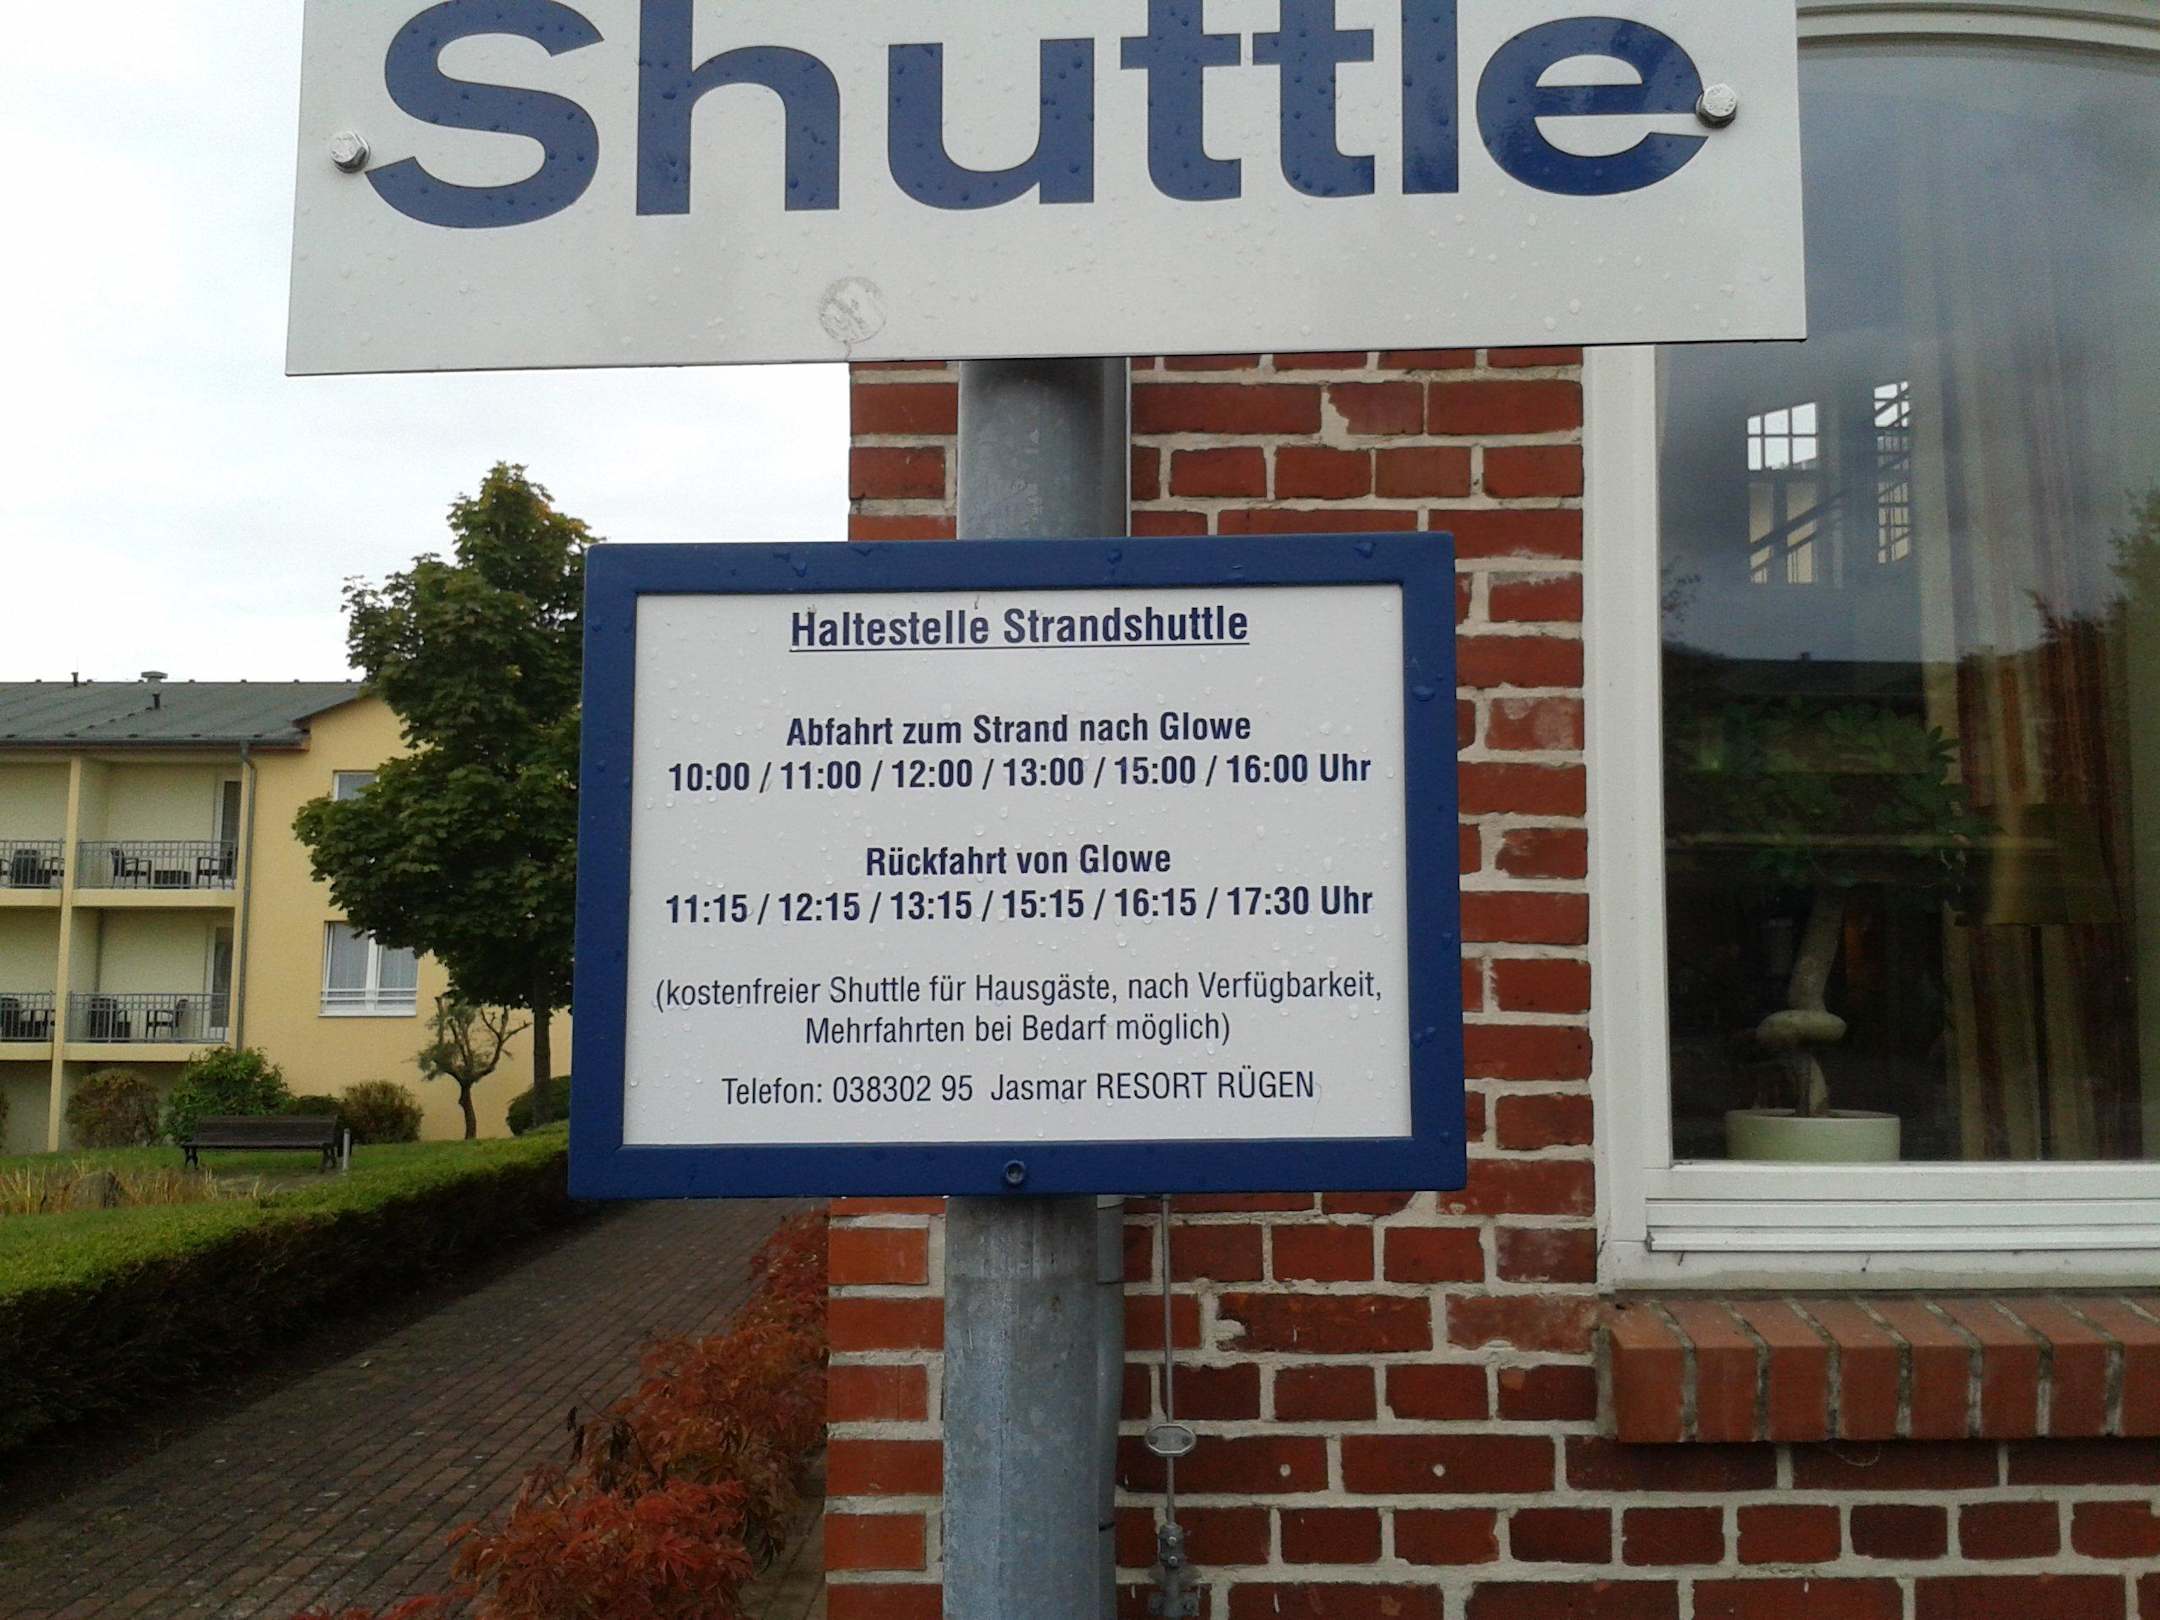 Shuttle
Haltestelle Strandshuttle
Abfahrt zum Strand nach Glowe
10:00 / 11:00 / 12:00 / 13:00 / 15:00 / 16:00 Uhr
Rückfahrt von Glowe
11:15 / 12:15 / 13:15 / 15:15 / 16:15 / 17:30 Uhr
(kostenfreier Shuttle für Hausgäste, nach Verfügbarkeit,
Mehrfahrten bei Bedarf möglich)
Telefon: 038302 95 Jasmar RESORT RÜGEN